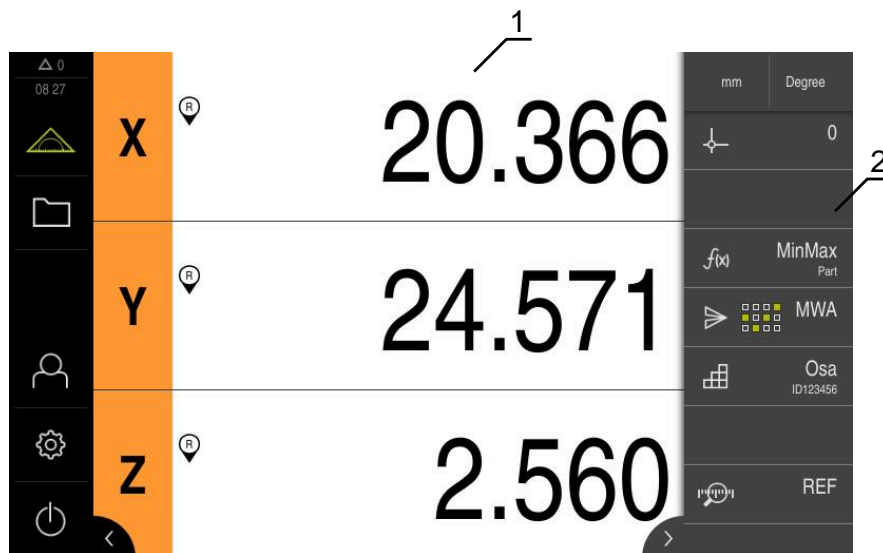 1
△ 0
08 27
mm
Degree
X
R
20.366
0
2
Y
R
24.571
f(x)
MinMax
Part
MWA
Osa
ID123456
Z
R
2.560
REF